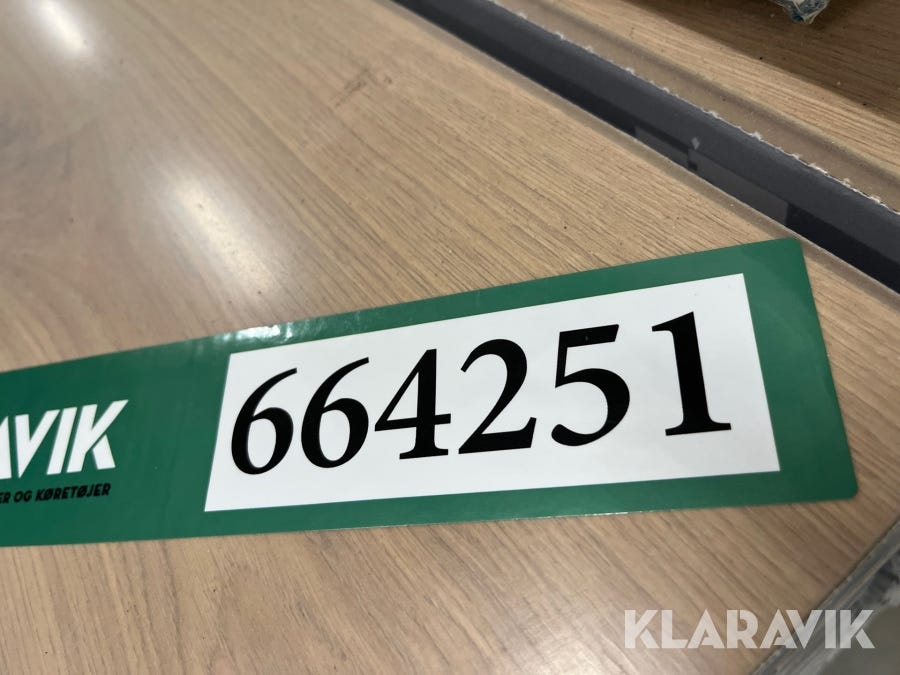 AVIK
ER OG KØRETØJER
664251
KLARAVIK